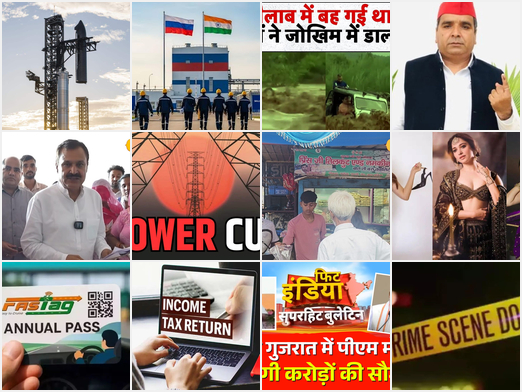 लाब में बह गई था
ने जोखिम में डाल
OWER CU
FASTag
ANNUAL PASS
INCOME
TAX RETURN
फिट
इंडिया
सुपरहिट बुलेटिन
गुजरात में पीएम म
गी करोड़ों की सौ
RIME SCENE DO